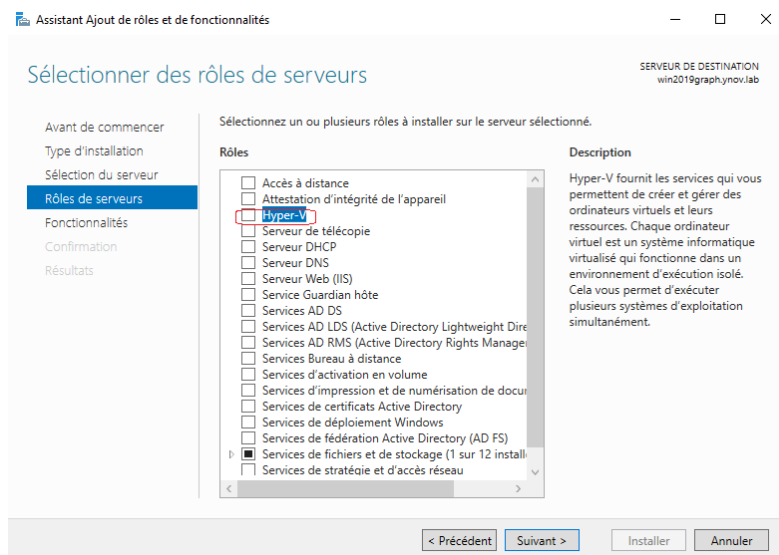 Assistant Ajout de rôles et de fonctionnalités
Sélectionner des rôles de serveurs
SERVEUR DE DESTINATION
win2019graph.ynov.lab
Avant de commencer
Type d'installation
Sélection du serveur
Rôles de serveurs
Fonctionnalités
Confirmation
Résultats
Sélectionnez un ou plusieurs rôles à installer sur le serveur sélectionné.
Rôles
Accès à distance
Attestation d'intégrité de l'appareil
Hyper-V
Serveur de télécopie
Serveur DHCP
Serveur DNS
Serveur Web (IIS)
Service Guardian hôte
Services AD DS
Services AD LDS (Active Directory Lightweight Dire
Services AD RMS (Active Directory Rights Manage
Services Bureau à distance
Services d'activation en volume
Services d'impression et de numérisation de docu
Services de certificats Active Directory
Services de déploiement Windows
Services de fédération Active Directory (AD FS)
Services de fichiers et de stockage (1 sur 12 install
Services de stratégie et d'accès réseau
Description
Hyper-V fournit les services qui vous
permettent de créer et gérer des
ordinateurs virtuels et leurs
ressources. Chaque ordinateur
virtuel est un système informatique
virtualisé qui fonctionne dans un
environnement d'exécution isolé.
Cela vous permet d'exécuter
plusieurs systèmes d'exploitation
simultanément.
< Précédent
Suivant >
Installer
Annuler